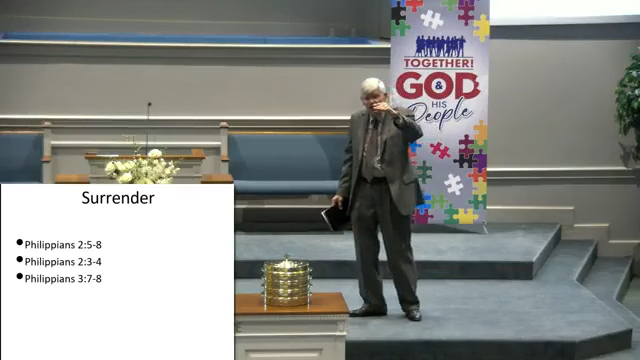 TOGETHER!
GOD
&
HIS
People
Surrender
Philippians 2:5-8
Philippians 2:3-4
Philippians 3:7-8